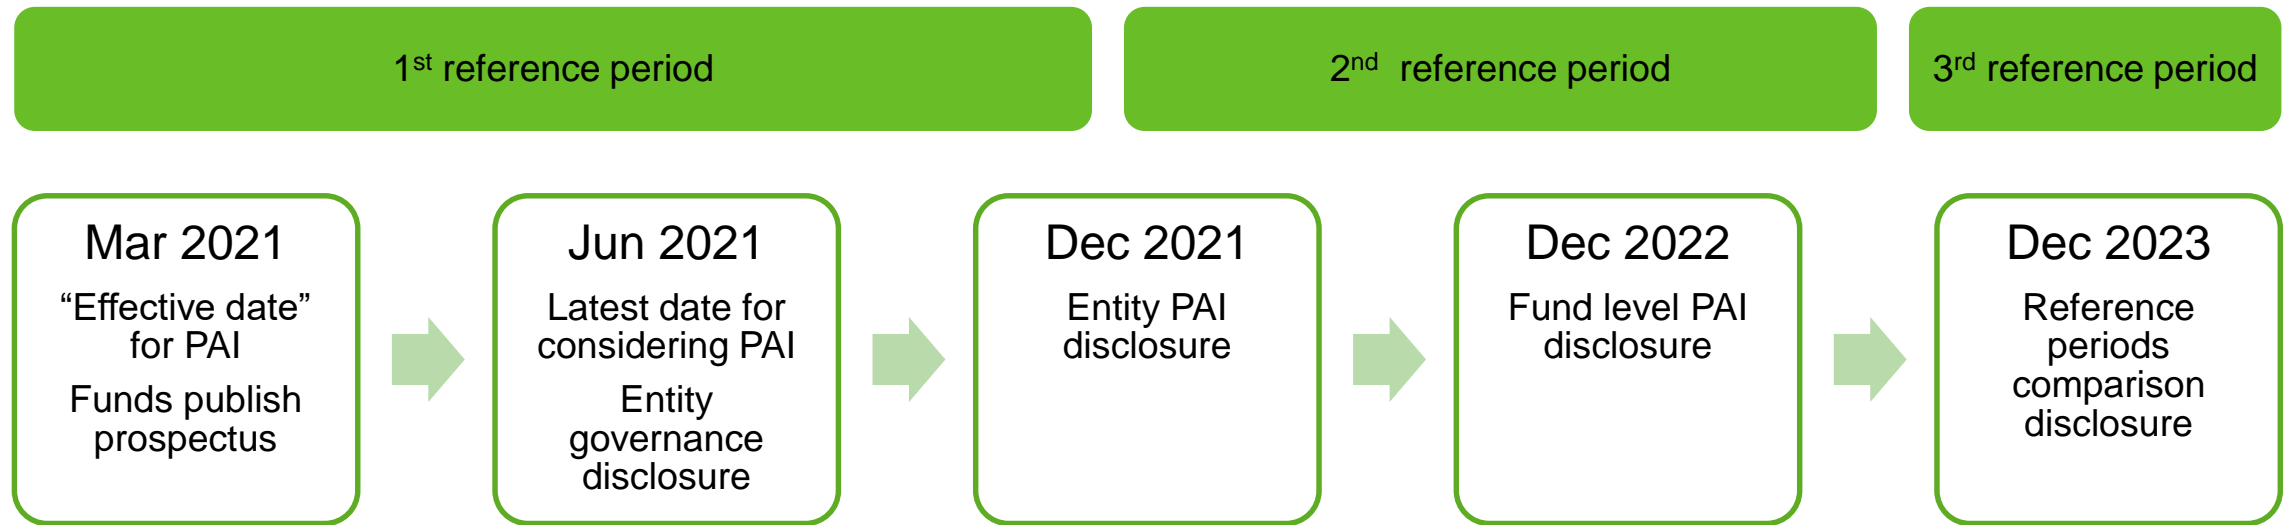 1st reference period
2nd reference period
3rd reference period
Mar 2021
“Effective date”
for PAI
Funds publish
prospectus
Jun 2021
Latest date for
considering PAI
Entity
governance
disclosure
Dec 2021
Entity PAI
disclosure
Dec 2022
Fund level PAI
disclosure
Dec 2023
Reference
periods
comparison
disclosure